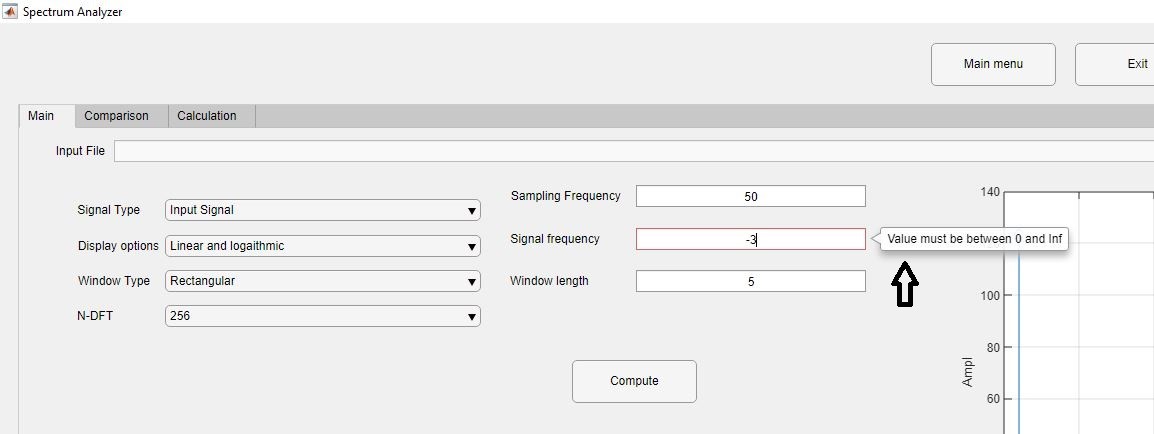 Spectrum Analyzer
Main menu
Exit
Main
Comparison
Calculation
Input File
Signal Type
Input Signal
Display options
Linear and logaithmic
Window Type
Rectangular
N-DFT
256
Sampling Frequency
50
Signal frequency
-3
Value must be between 0 and Inf
Window length
5
Compute
140
100
80
60
Ampl